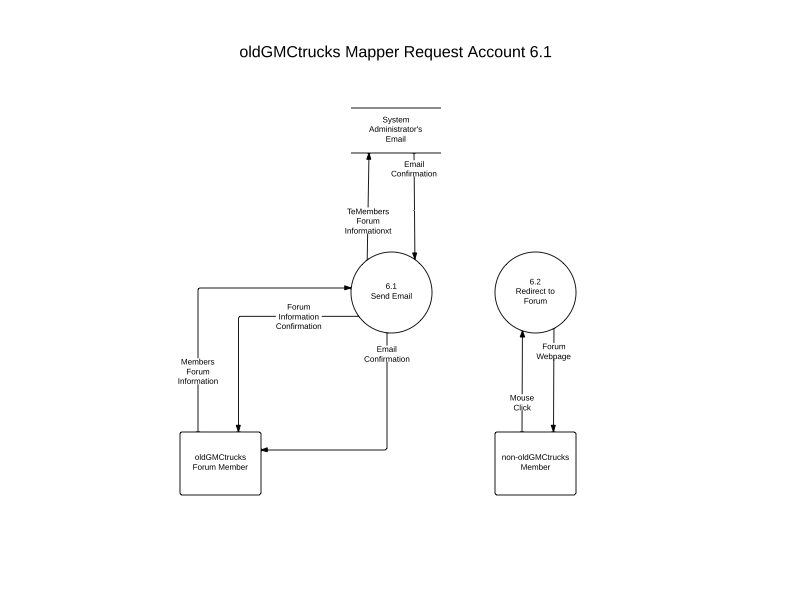 oldGMCtrucks Mapper Request Account 6.1
System
Administrator's
Email
Email
Confirmation
TeMembers
Forum
Informationxt
6.1
Send Email
6.2
Redirect to
Forum
Forum
Information
Confirmation
Email
Confirmation
Forum
Webpage
Members
Forum
Information
Mouse
Click
oldGMCtrucks
Forum Member
non-oldGMCtrucks
Member